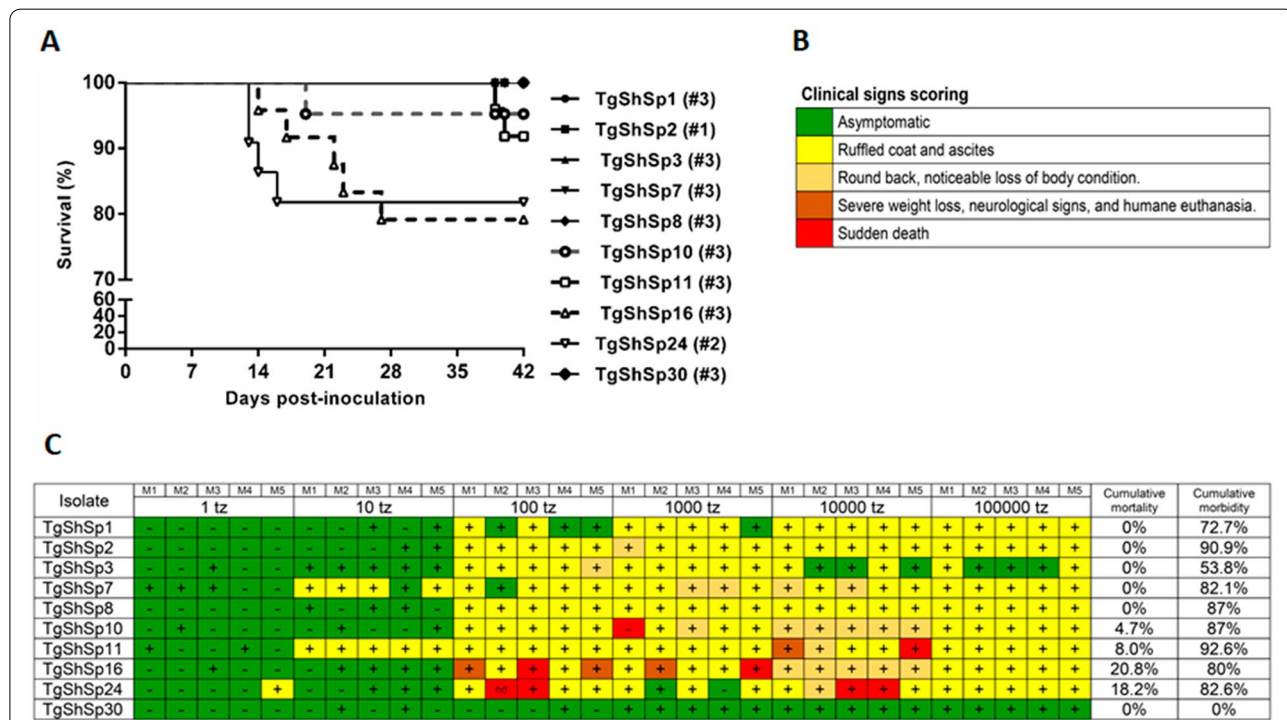 A
Survival (%)
100
90
80
70
60
40
20
0
0 7 14 21 28 35 42
Days post-inoculation
TgShSp1 (#3)
TgShSp2 (#1)
TgShSp3 (#3)
TgShSp7 (#3)
TgShSp8 (#3)
TgShSp10 (#3)
TgShSp11 (#3)
TgShSp16 (#3)
TgShSp24 (#2)
TgShSp30 (#3)
B
Clinical signs scoring
Asymptomatic
Ruffled coat and ascites
Round back, noticeable loss of body condition.
Severe weight loss, neurological signs, and humane euthanasia.
Sudden death
C
Isolate M1 M2 M3 M4 M5 M1 M2 M3 M4 M5 M1 M2 M3 M4 M5 M1 M2 M3 M4 M5 M1 M2 M3 M4 M5 M1 M2 M3 M4 M5 Cumulative mortality Cumulative morbidity
1 tz 10 tz 100 tz 1000 tz 10000 tz 100000 tz
TgShSp1 - - - - - - - + - + + + + + + + + + + + + + + + + + + + + + 0% 72.7%
TgShSp2 - - - - - - - - + + + + + + + + + + + + + + + + + + + + + + 0% 90.9%
TgShSp3 - - + - - + + + + + + + + + + + + + + + + + + + + + + + + + 0% 53.8%
TgShSp7 + + + - - + + + + + + + + + + + + + + + + + + + + + + + + + 0% 82.1%
TgShSp8 - - - - - + - + + - + + + + + + + + + + + + + + + + + + + + 0% 87%
TgShSp10 - + - - - - + - - + + + + + + - + + + + + + + + + + + + + + 4.7% 87%
TgShSp11 + - - + - + + + + + + + + + + + + + + + + + + + + + + + + + 8.0% 92.6%
TgShSp16 - - + - - - + + + + + + + + + + + + + + + + + + + + + + + + 20.8% 80%
TgShSp24 - - - - + - - + + + + nd + + + + + + - + + + + + + + + + + + 18.2% 82.6%
TgShSp30 - - - - - - + - + - - - - + - + + + + + + + + + + + + + + + 0% 0%